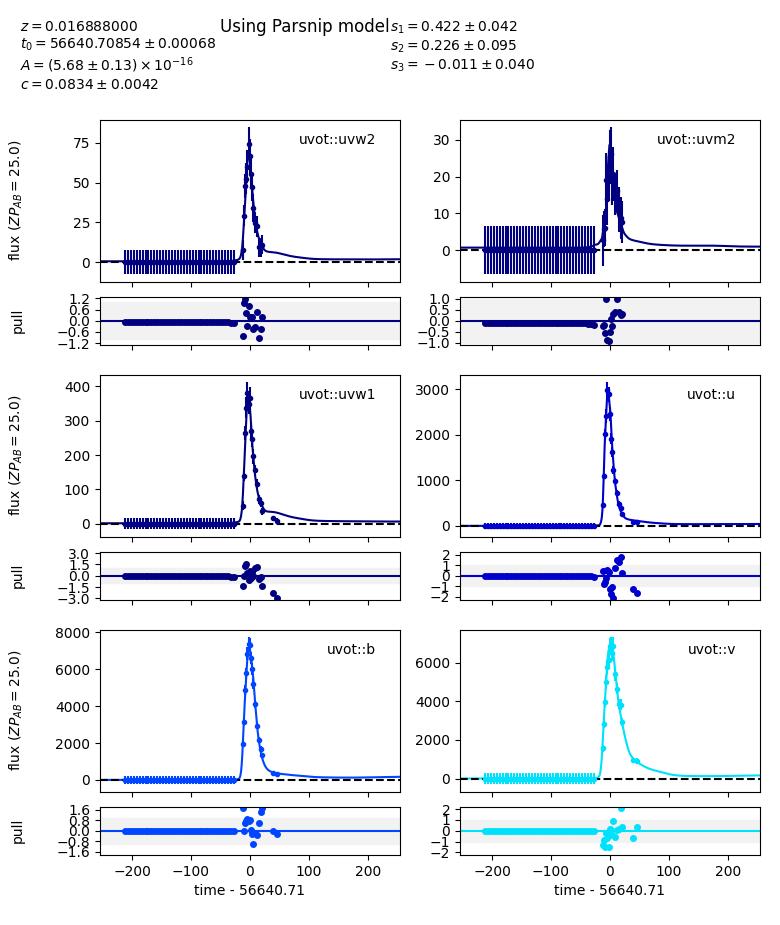 z = 0.016888000
Using Parsnip model
s₁ = 0.422 ± 0.042
t₀ = 56640.70854 ± 0.00068
s₂ = 0.226 ± 0.095
A = (5.68 ± 0.13) × 10⁻¹⁶
s₃ = −0.011 ± 0.040
c = 0.0834 ± 0.0042
uvot::uvw2
flux (ZP_AB = 25.0)
75
50
25
0
uvot::uvm2
30
20
10
0
pull
1.2
0.6
0.0
−0.6
−1.2
1.0
0.5
0.0
−0.5
−1.0
uvot::uvw1
flux (ZP_AB = 25.0)
400
300
200
100
0
uvot::u
3000
2000
1000
0
pull
3.0
1.5
0.0
−1.5
−3.0
2
1
0
−1
−2
uvot::b
flux (ZP_AB = 25.0)
8000
6000
4000
2000
0
uvot::v
6000
4000
2000
0
pull
1.6
0.8
0.0
−0.8
−1.6
2
1
0
−1
−2
−200 −100 0 100 200
−200 −100 0 100 200
time - 56640.71
time - 56640.71